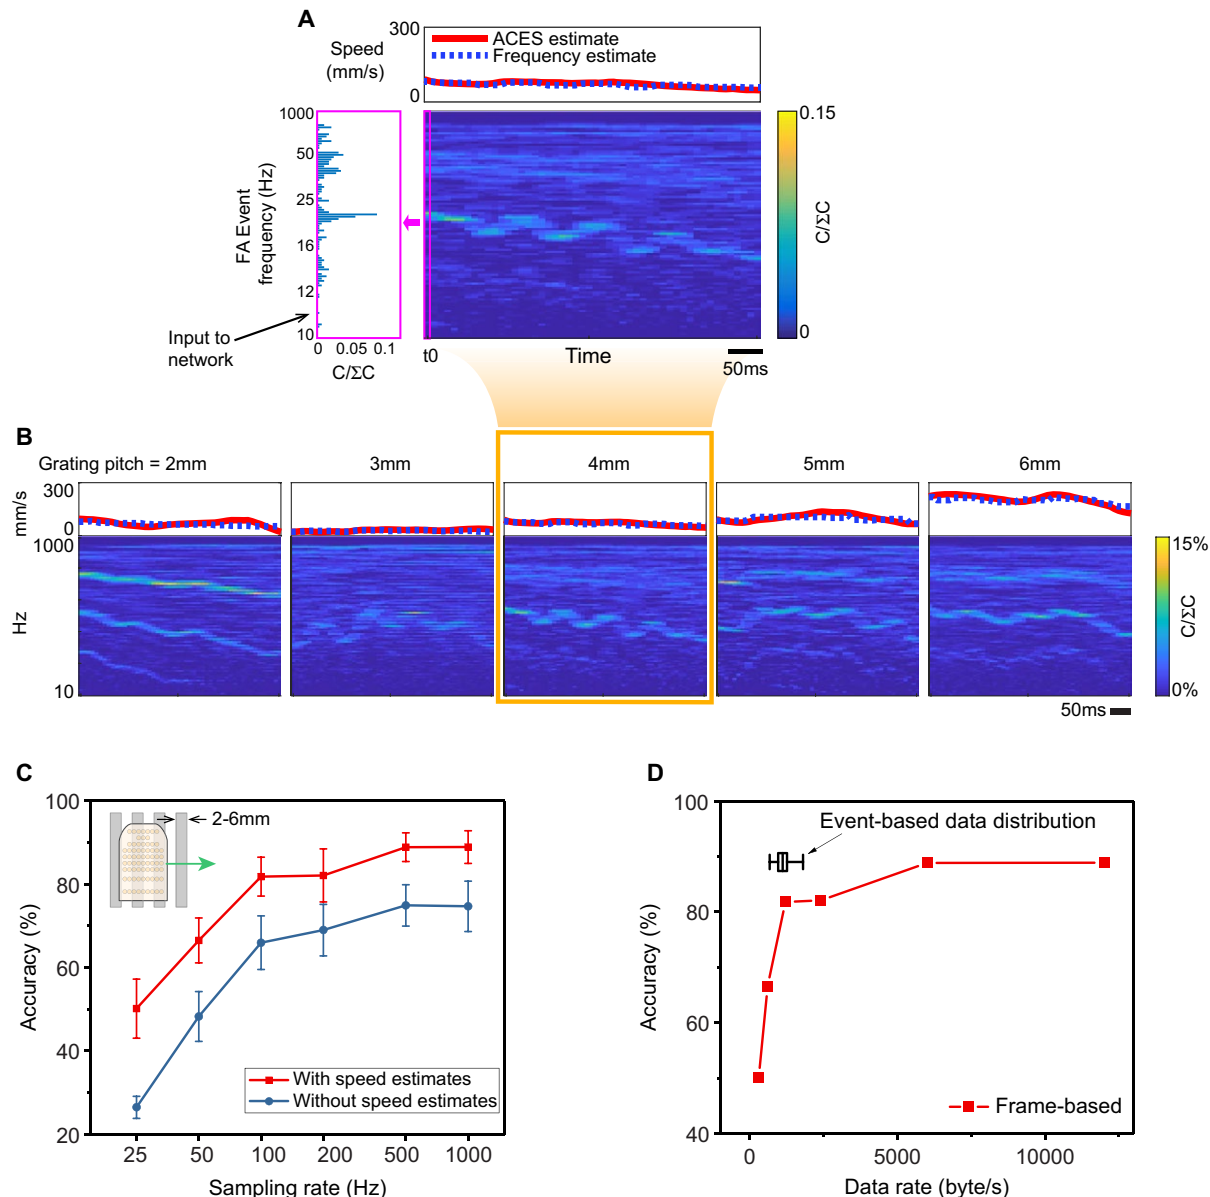 A
300
Speed
(mm/s)
0
ACES estimate
Frequency estimate
1000
50
25
16
12
10
FA Event
frequency (Hz)
0.15
0
C/ΣC
Input to
network
0 0.05 0.1
C/ΣC
t0
Time
50ms
B
Grating pitch = 2mm
3mm
4mm
5mm
6mm
300
mm/s
0
1000
Hz
10
15%
C/ΣC
0%
50ms
C
100
80
60
40
20
Accuracy (%)
2-6mm
With speed estimates
Without speed estimates
25 50 100 200 500 1000
Sampling rate (Hz)
D
100
80
60
40
Accuracy (%)
Event-based data distribution
Frame-based
0 5000 10000
Data rate (byte/s)